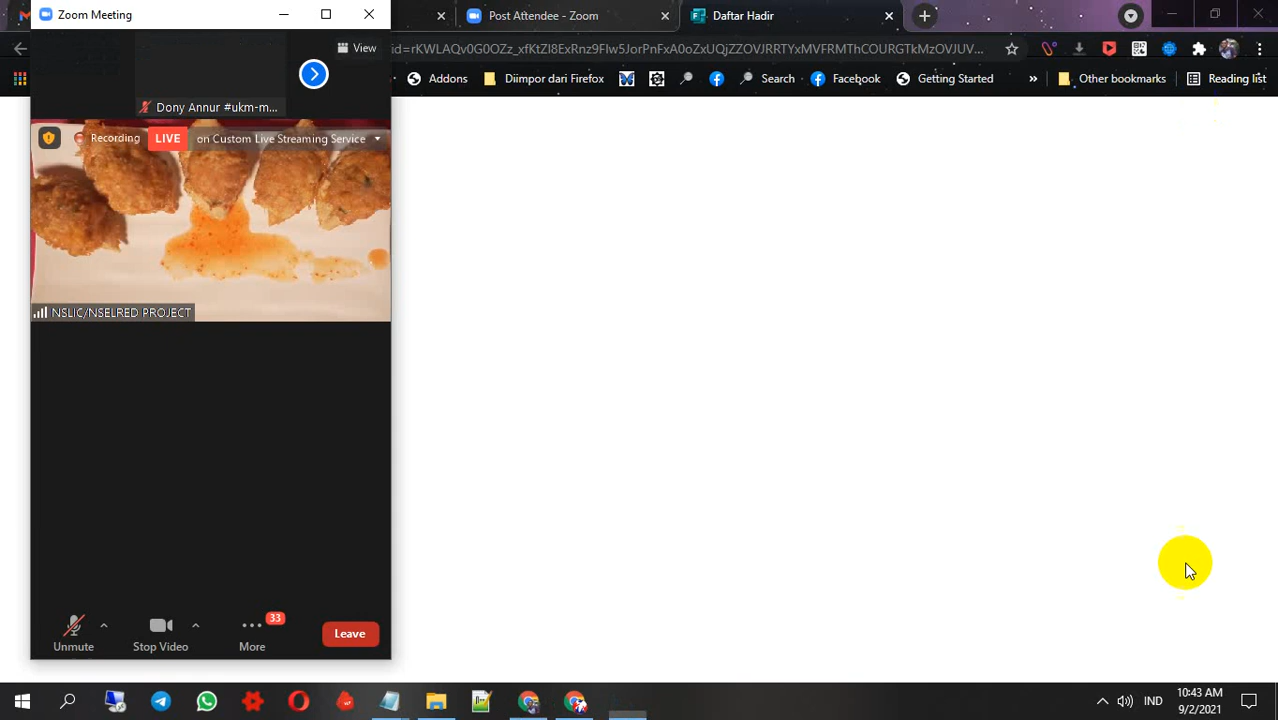 Zoom Meeting
Post Attendee - Zoom
Daftar Hadir
id=rKWLAQv0G0OZz_xfKtZl8ExRnz9Flw5JorPnFxA0oZxUQjZZOVJRRTYxMVFRMThCOURGTkMzOVJUV...
View
Addons
Diimpor dari Firefox
Search
Facebook
Getting Started
»
Other bookmarks
Reading list
Dony Annur #ukm-m...
Recording
LIVE
on Custom Live Streaming Service
NSLIC/NSELRED PROJECT
33
Unmute
Stop Video
More
Leave
IND
10:43 AM
9/2/2021